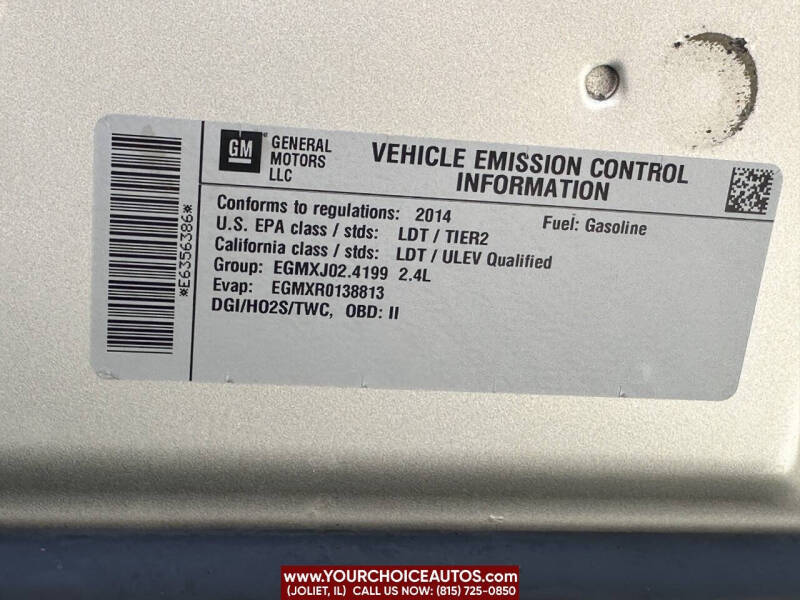 *E6356386*
GM
GENERAL
MOTORS
LLC
VEHICLE EMISSION CONTROL
INFORMATION
Conforms to regulations: 2014 Fuel: Gasoline
U.S. EPA class / stds: LDT / TIER2
California class / stds: LDT / ULEV Qualified
Group: EGMXJ02.4199 2.4L
Evap: EGMXR0138813
DGI/HO2S/TWC, OBD: II
WWW.YOURCHOICEAUTOS.COM
(JOLIET, IL) CALL US NOW: (815) 725-0850